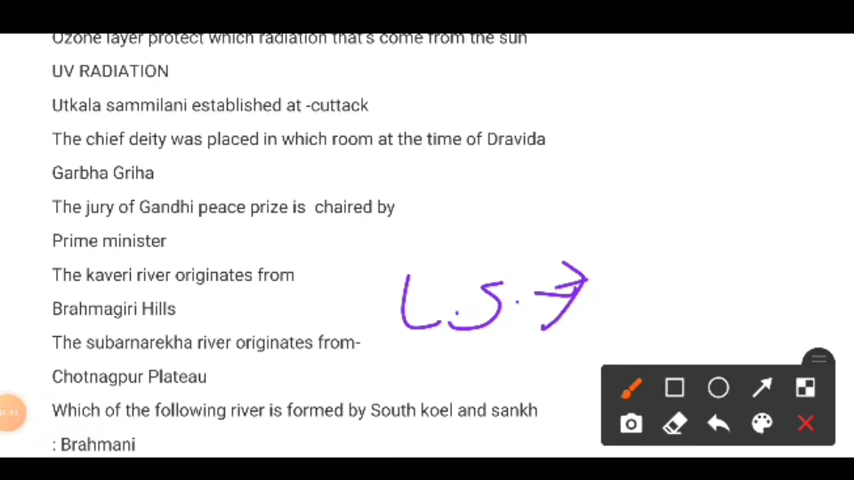 Ozone layer protect which radiation that's come from the sun
UV RADIATION
Utkala sammilani established at -cuttack
The chief deity was placed in which room at the time of Dravida
Garbha Griha
The jury of Gandhi peace prize is chaired by
Prime minister
The kaveri river originates from
Brahmagiri Hills
L.S.→
The subarnarekha river originates from-
Chotnagpur Plateau
Which of the following river is formed by South koel and sankh
: Brahmani